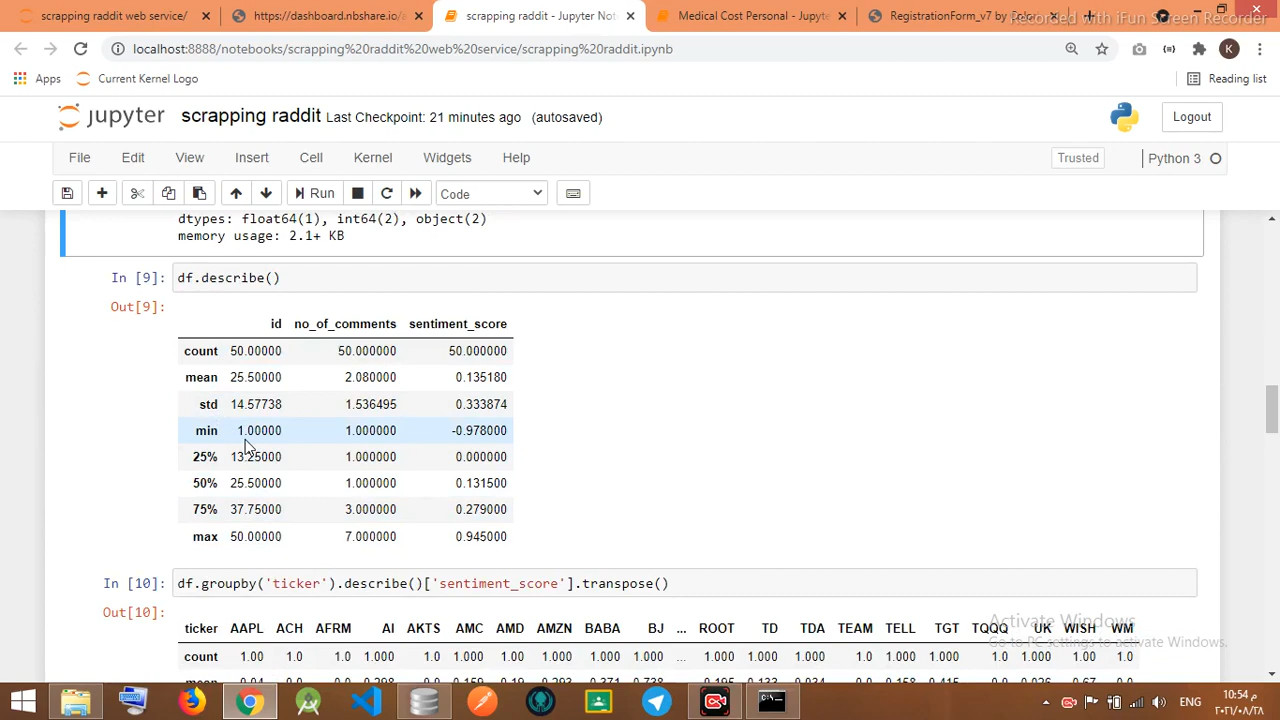 scrapping raddit web service/
https://dashboard.nbshare.io/a
scrapping raddit - Jupyter Not
Medical Cost Personal - Jupyte
RegistrationForm_v7 by Colorli
Recorded with iFun Screen Recorder
localhost:8888/notebooks/scrapping%20raddit%20web%20service/scrapping%20raddit.ipynb
K
Apps
Current Kernel Logo
Reading list
jupyter
scrapping raddit Last Checkpoint: 21 minutes ago (autosaved)
Logout
File Edit View Insert Cell Kernel Widgets Help
Trusted
Python 3
Run
Code
dtypes: float64(1), int64(2), object(2)
memory usage: 2.1+ KB
In [9]: df.describe()
Out[9]:
id no_of_comments sentiment_score
count 50.00000 50.000000 50.000000
mean 25.50000 2.080000 0.135180
std 14.57738 1.536495 0.333874
min 1.00000 1.000000 -0.978000
25% 13.25000 1.000000 0.000000
50% 25.50000 1.000000 0.131500
75% 37.75000 3.000000 0.279000
max 50.00000 7.000000 0.945000
In [10]: df.groupby('ticker').describe()['sentiment_score'].transpose()
Out[10]:
ticker AAPL ACH AFRM AI AKTS AMC AMD AMZN BABA BJ ... ROOT TD TDA TEAM TELL TGT TQQQ UK WISH WM
count 1.00 1.0 1.0 1.000 1.000 1.000 1.00 1.000 1.000 1.000 ... 1.000 1.000 1.000 1.0 1.000 1.000 1.0 1.000 1.00 1.0
Activate Windows
Go to PC settings to activate Windows.
ENG
10:54 م
٢٠٢١/٠٨/٢٨